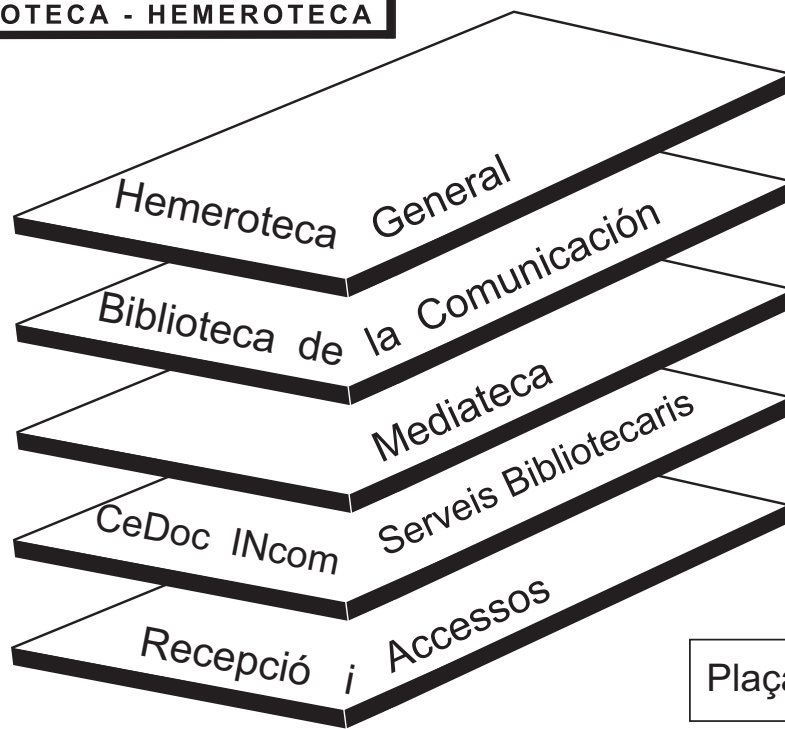 OTECA - HEMEROTECA
Hemeroteca General
Biblioteca de la Comunicación
Mediateca
CeDoc INcom Serveis Bibliotecaris
Recepció i Accessos
Plaça